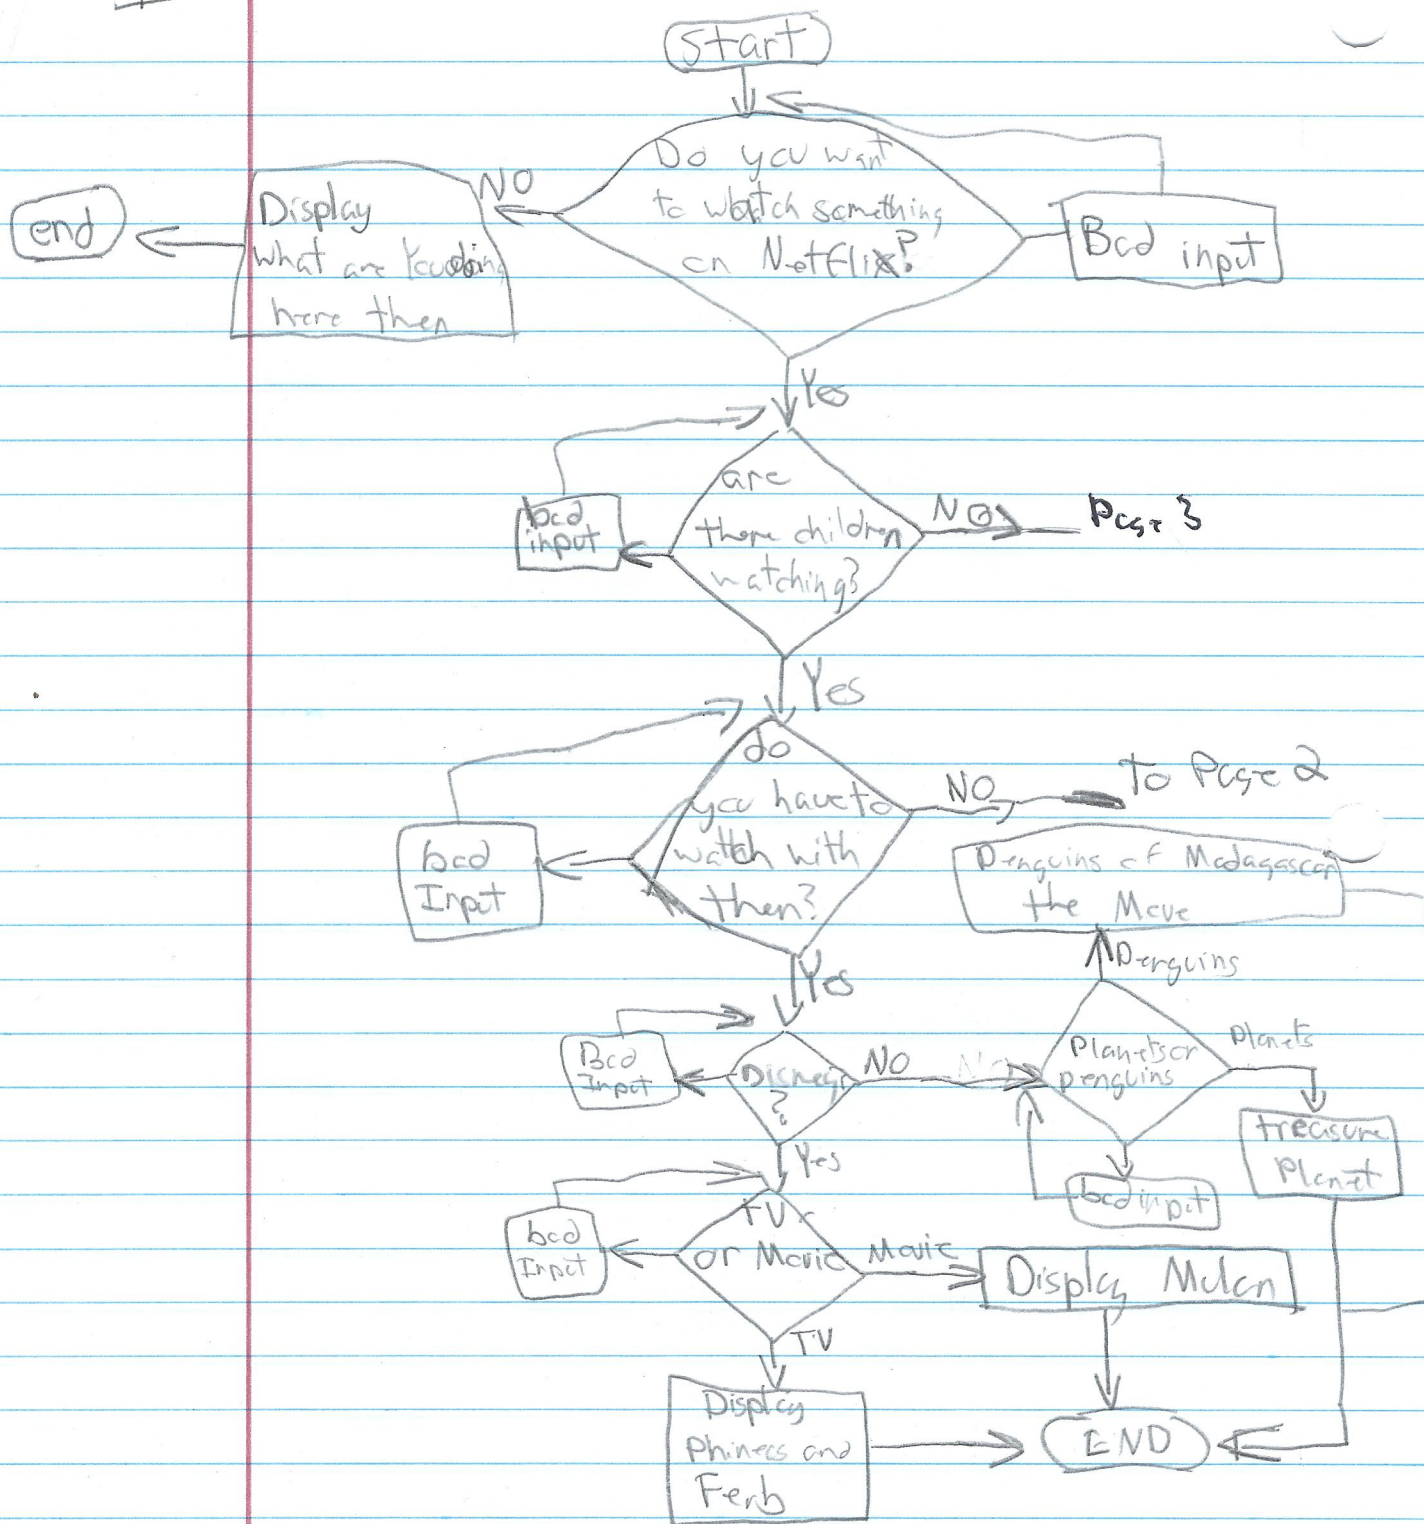 Start
Do you want
to watch something
on Netflix?
NO
Display
what are You doing
here then
end
Bad input
Yes
are
there children
watching?
bad
input
NO
Page 3
Yes
do
you have to
watch with
then?
bad
Input
NO
To Page 2
Penguins of Madagascar
the Move
Penguins
Yes
Bad
Input
Disney
?
NO
No
Planets or
Penguins
Planets
treasure
Planet
bad input
Yes
TV
or Movie
bad
Input
Movie
Display Mulan
TV
Display
Phineas and
Ferb
END